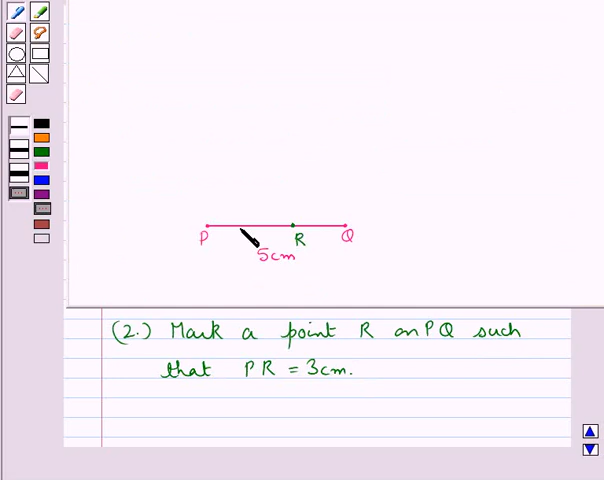 P R Q
5cm
(2.) Mark a point R on PQ such
that PR = 3cm.